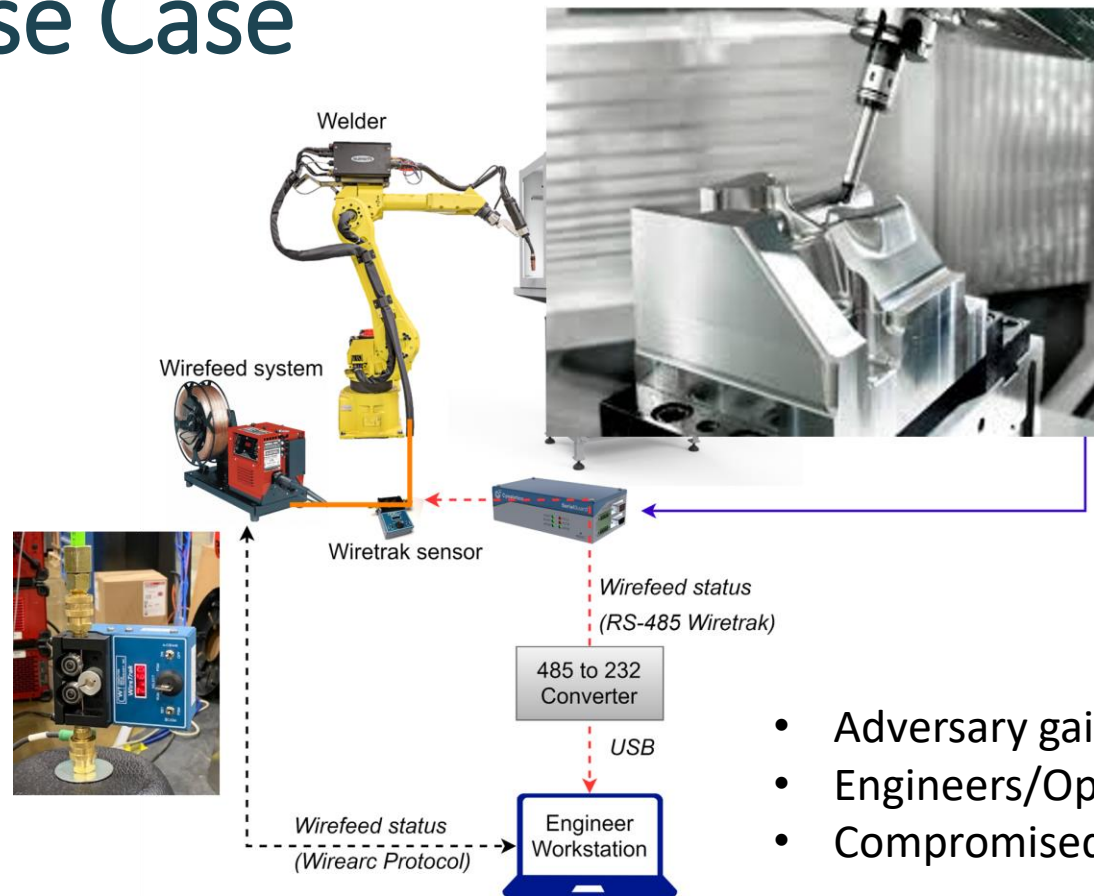 se Case
Welder
Wirefeed system
Wiretrak sensor
Wirefeed status
(RS-485 Wiretrak)
485 to 232
Converter
USB
Wirefeed status
(Wirearc Protocol)
Engineer
Workstation
• Adversary gai
• Engineers/Op
• Compromised